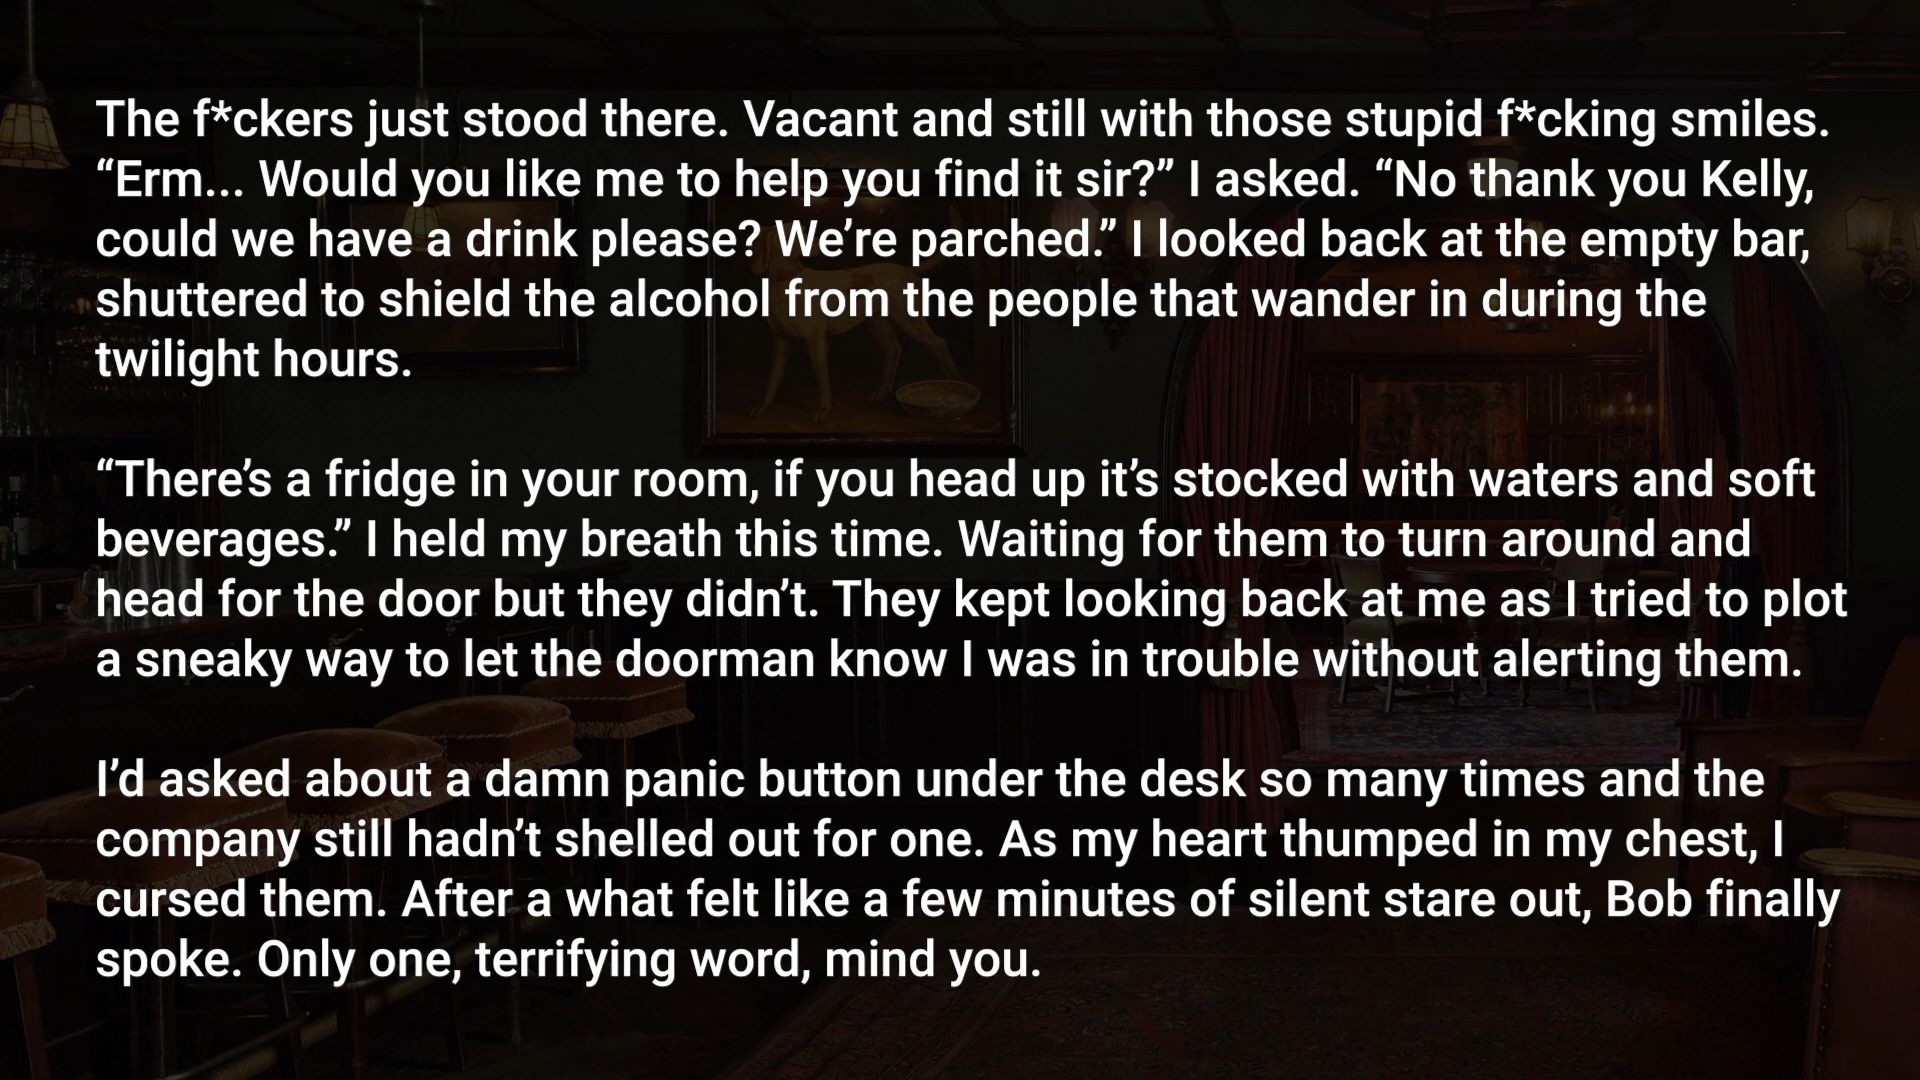 The f*ckers just stood there. Vacant and still with those stupid f*cking smiles.
“Erm... Would you like me to help you find it sir?” I asked. “No thank you Kelly,
could we have a drink please? We’re parched.” I looked back at the empty bar,
shuttered to shield the alcohol from the people that wander in during the
twilight hours.
“There’s a fridge in your room, if you head up it’s stocked with waters and soft
beverages.” I held my breath this time. Waiting for them to turn around and
head for the door but they didn’t. They kept looking back at me as I tried to plot
a sneaky way to let the doorman know I was in trouble without alerting them.
I’d asked about a damn panic button under the desk so many times and the
company still hadn’t shelled out for one. As my heart thumped in my chest, I
cursed them. After a what felt like a few minutes of silent stare out, Bob finally
spoke. Only one, terrifying word, mind you.